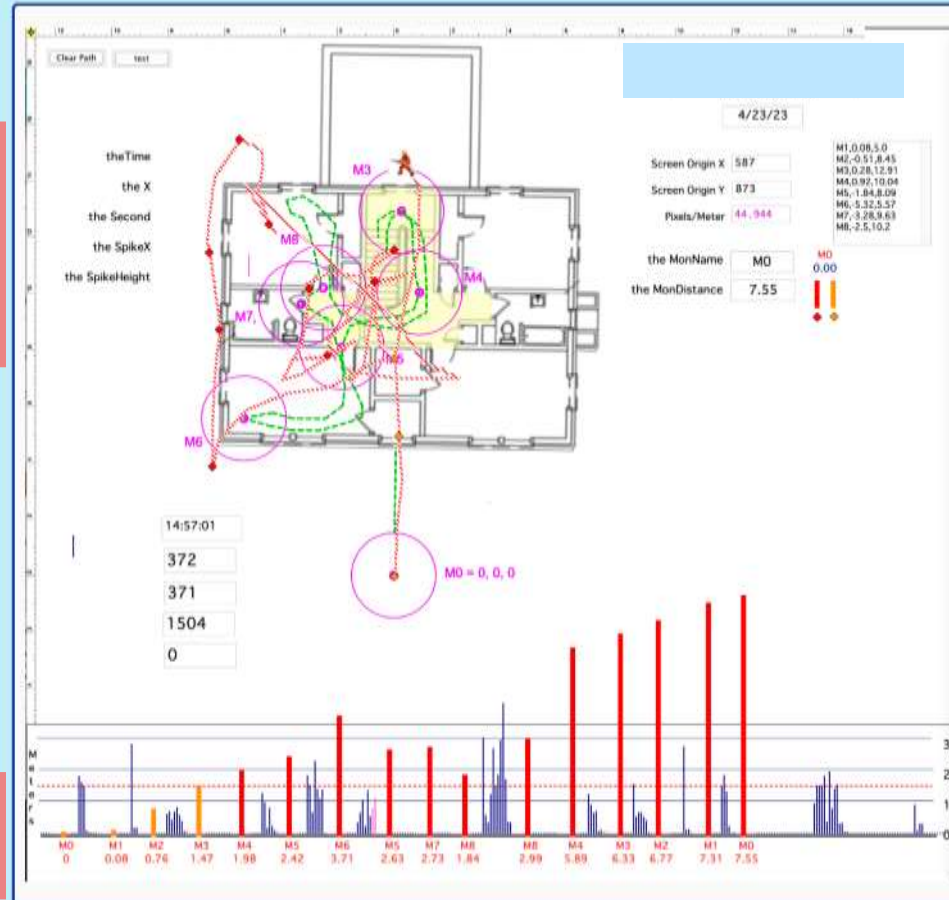 Clear Path
test
4/23/23
theTime
the X
the Second
the SpikeX
the SpikeHeight
Screen Origin X 587
Screen Origin Y 873
Pixels/Meter 44.944
the MonName M0
the MonDistance 7.55
M1,0.08,5.0
M2,-0.51,8.45
M3,0.28,12.91
M4,0.92,10.04
M5,-1.84,8.09
M6,-5.32,5.57
M7,-3.28,9.63
M8,-2.5,10.2
M0
0.00
M3
M8
M4
M7,
M5
M6
M0 = 0, 0, 0
14:57:01
372
371
1504
0
Meters
3
2
1
0
M0 M1 M2 M3 M4 M5 M6 M5 M7 M8 M8 M4 M3 M2 M1 M0
0 0.08 0.76 1.47 1.98 2.42 3.71 2.63 2.73 1.84 2.99 5.89 6.33 6.77 7.31 7.55